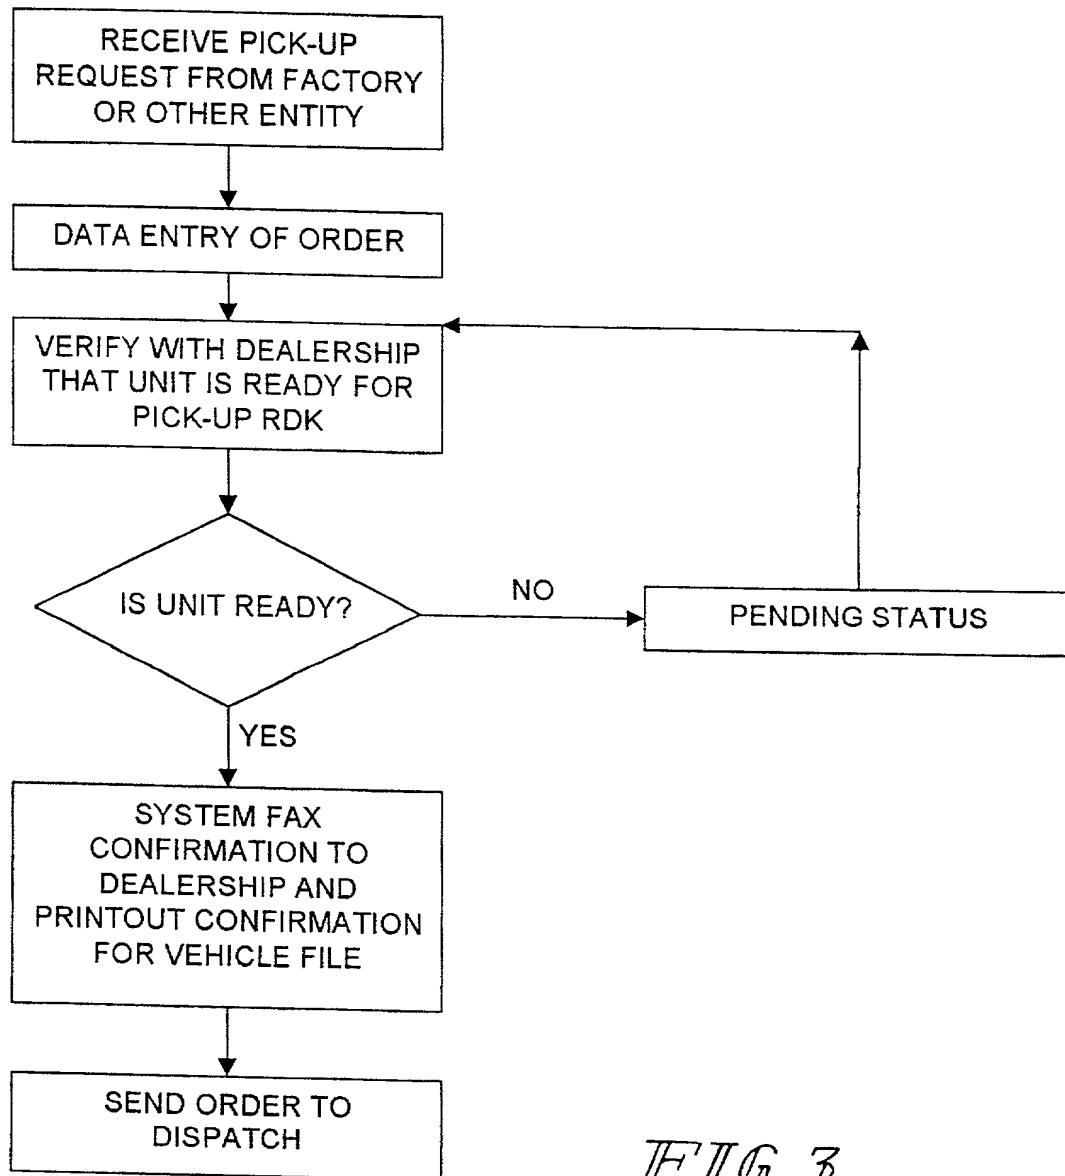 RECEIVE PICK-UP
REQUEST FROM FACTORY
OR OTHER ENTITY
DATA ENTRY OF ORDER
VERIFY WITH DEALERSHIP
THAT UNIT IS READY FOR
PICK-UP RDK
IS UNIT READY?
NO
PENDING STATUS
YES
SYSTEM FAX
CONFIRMATION TO
DEALERSHIP AND
PRINTOUT CONFIRMATION
FOR VEHICLE FILE
SEND ORDER TO
DISPATCH
FIG. 3